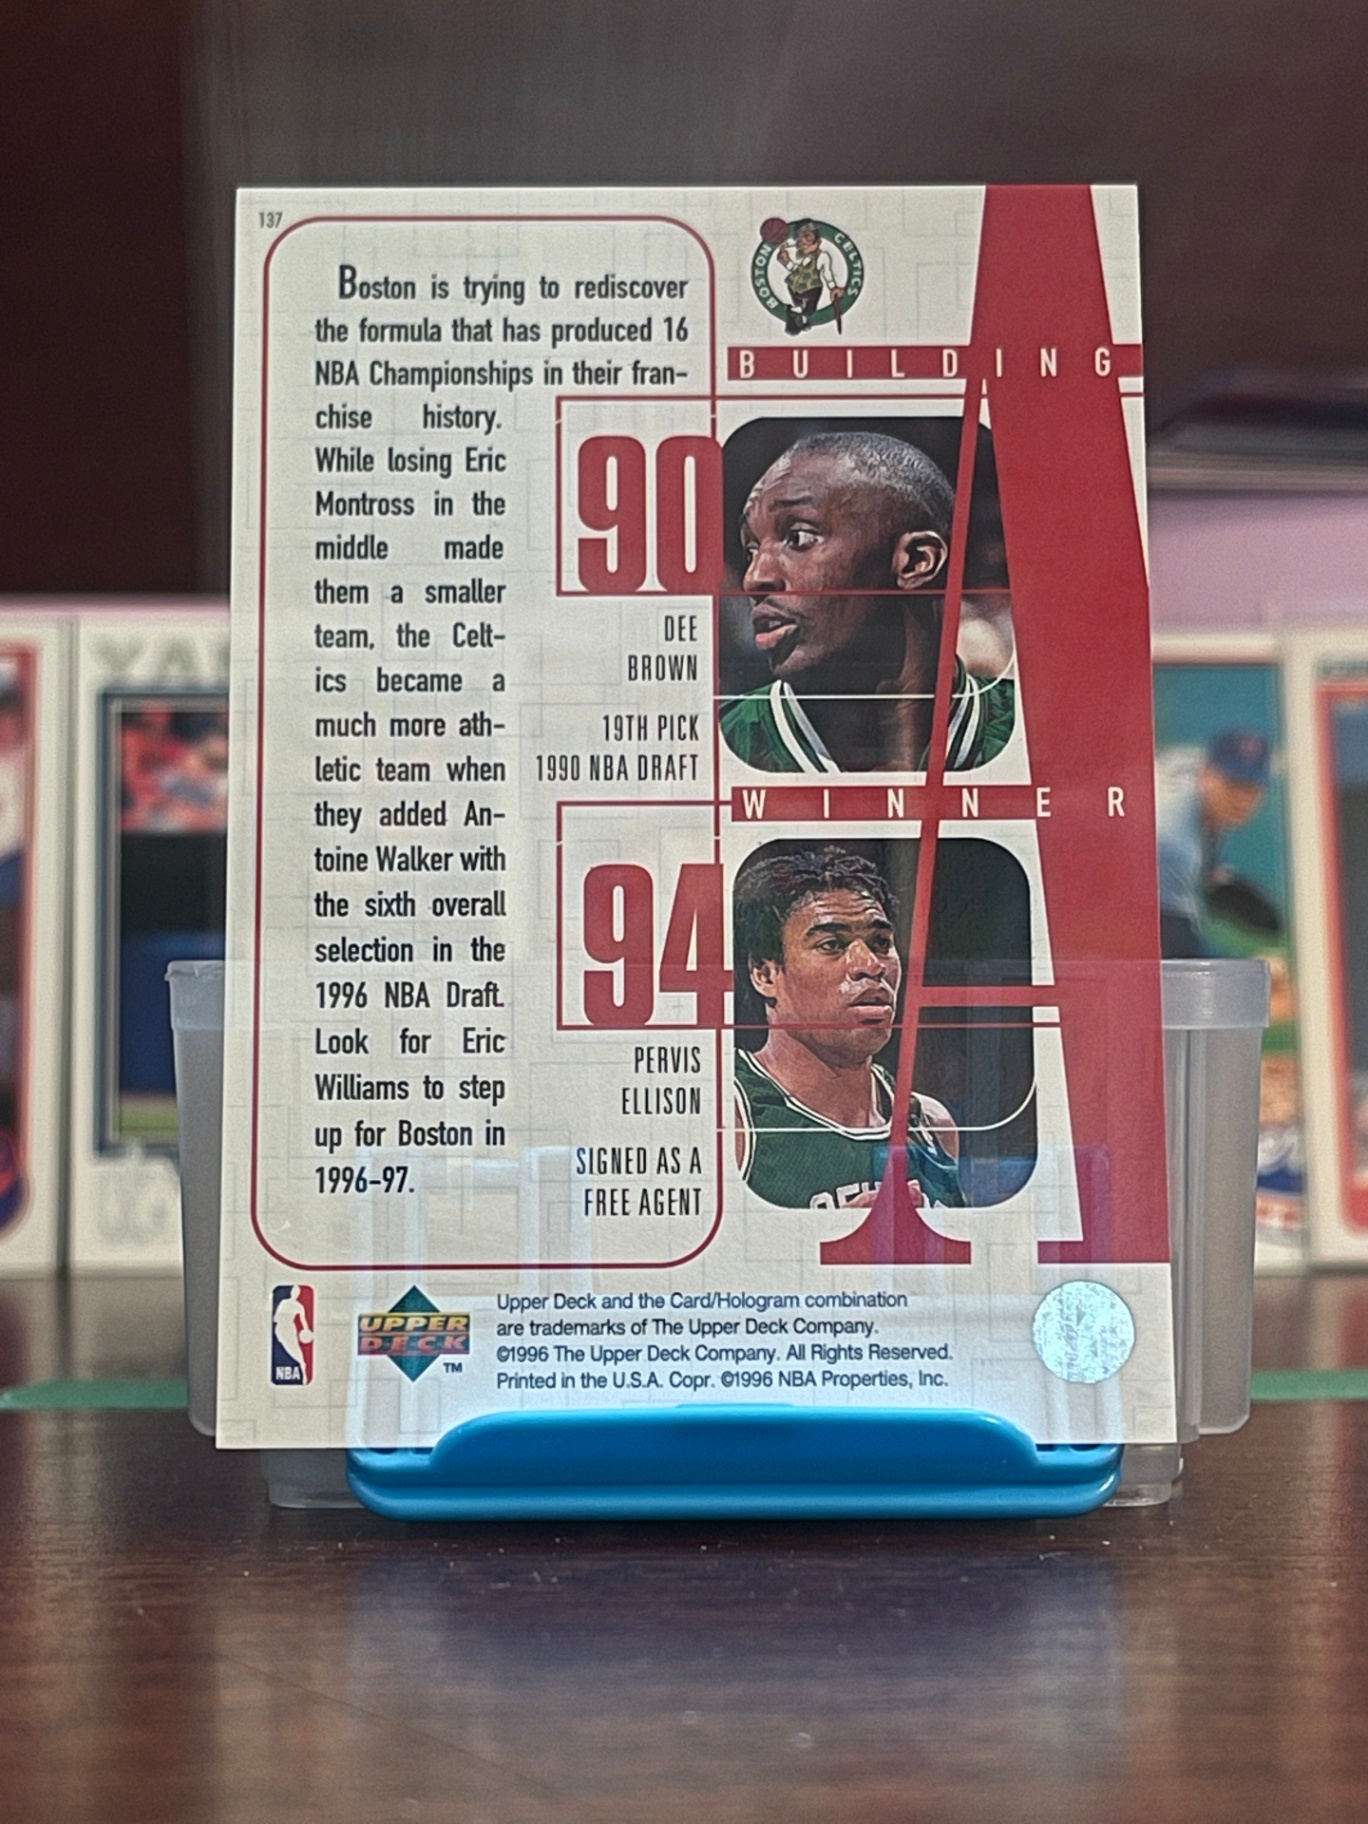 137
Boston is trying to rediscover
the formula that has produced 16
NBA Championships in their fran-
chise history.
While losing Eric
Montross in the
middle made
them a smaller
team, the Celt-
ics became a
much more ath-
letic team when
they added An-
toine Walker with
the sixth overall
selection in the
1996 NBA Draft.
Look for Eric
Williams to step
up for Boston in
1996-97.
BOSTON CELTICS
BUILDING
A
WINNER
90
DEE
BROWN
19TH PICK
1990 NBA DRAFT
94
PERVIS
ELLISON
SIGNED AS A
FREE AGENT
NBA
UPPER
DECK
TM
Upper Deck and the Card/Hologram combination
are trademarks of The Upper Deck Company.
©1996 The Upper Deck Company. All Rights Reserved.
Printed in the U.S.A. Copr. ©1996 NBA Properties, Inc.